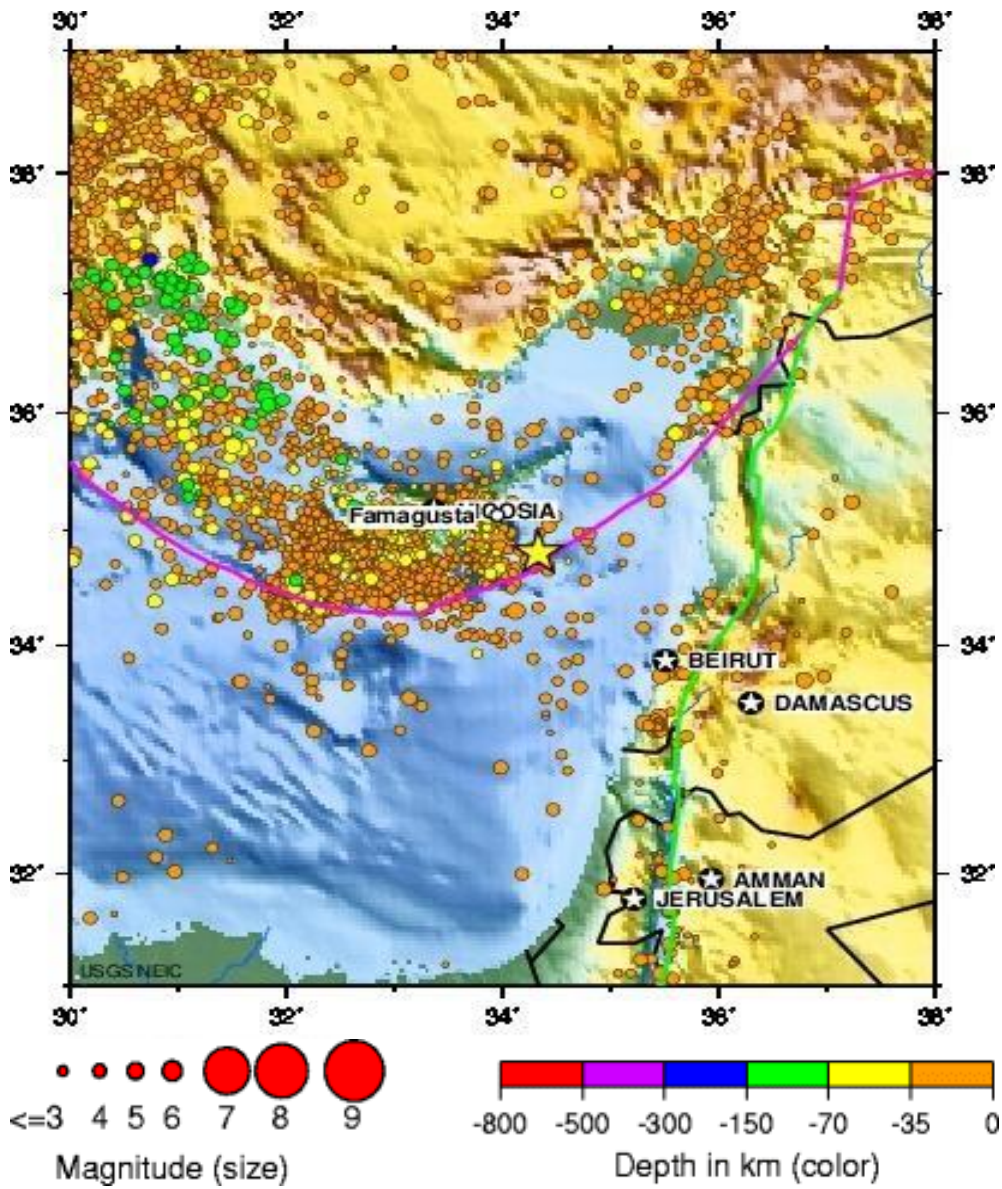 30° 32° 34° 36° 38°
38° 38°
36° 36°
Famagusta NICOSIA
34° 34°
BEIRUT
DAMASCUS
32° 32°
AMMAN
JERUSALEM
USGS NEIC
30° 32° 34° 36° 38°
<=3 4 5 6 7 8 9
-800 -500 -300 -150 -70 -35 0
Magnitude (size)
Depth in km (color)